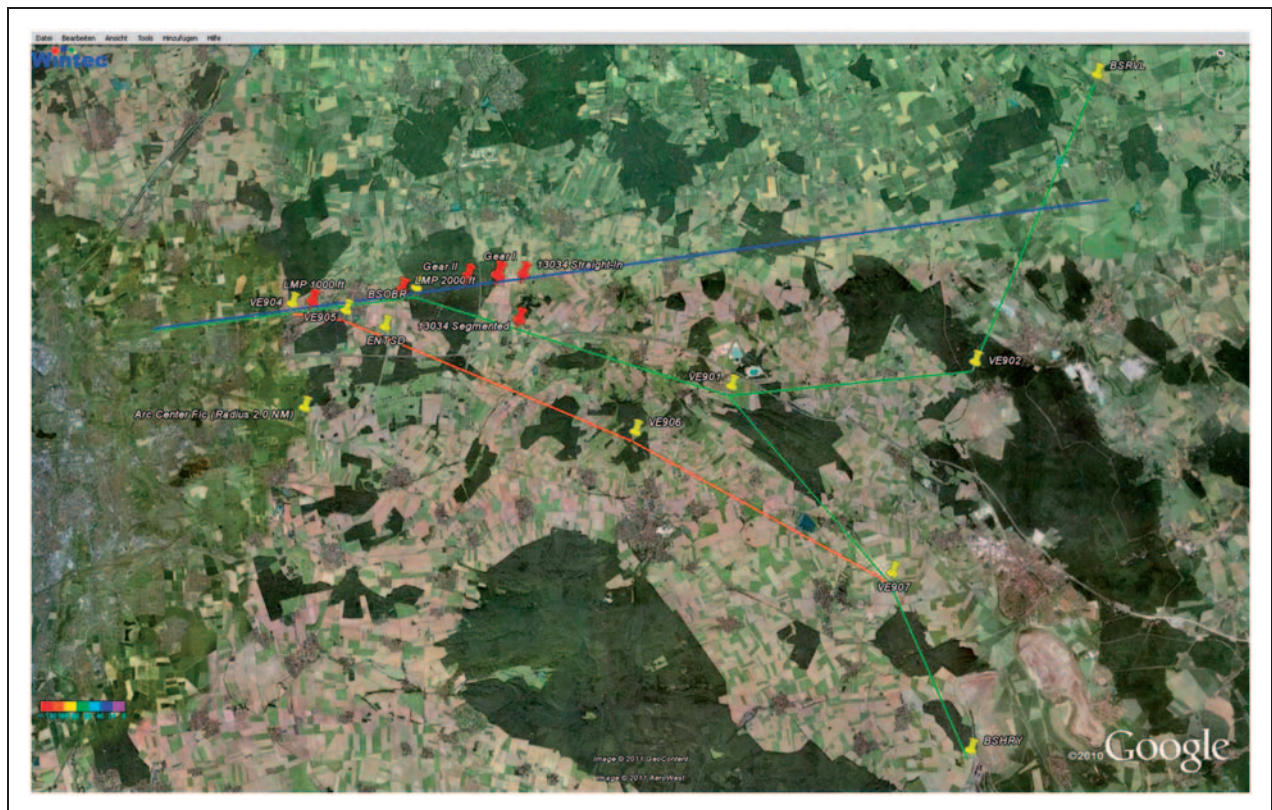 Datei Bearbeiten Ansicht Tools Hinzufügen Hilfe
Wintec
N
BSRVL
Gear I
Gear II
13034 Straight-In
LMP 2000 ft
LMP 1000 ft
BSOBR
VE904
VE905
13034 Segmented
ENTSD
VE902
VE901
Arc Center Flc (Radius 2.0 NM)
VE906
VE907
BSHRY
Image © 2011 GeoContent
Image © 2011 AeroWest
©2010 Google